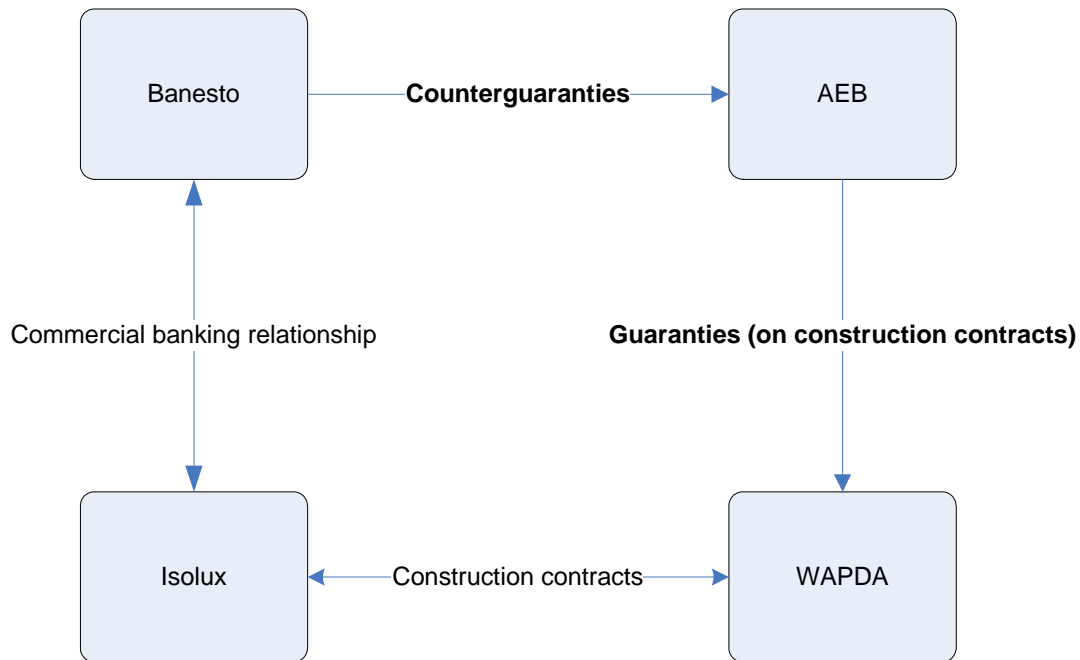 Banesto
Counterguaranties
AEB
Commercial banking relationship
Guaranties (on construction contracts)
Isolux
Construction contracts
WAPDA